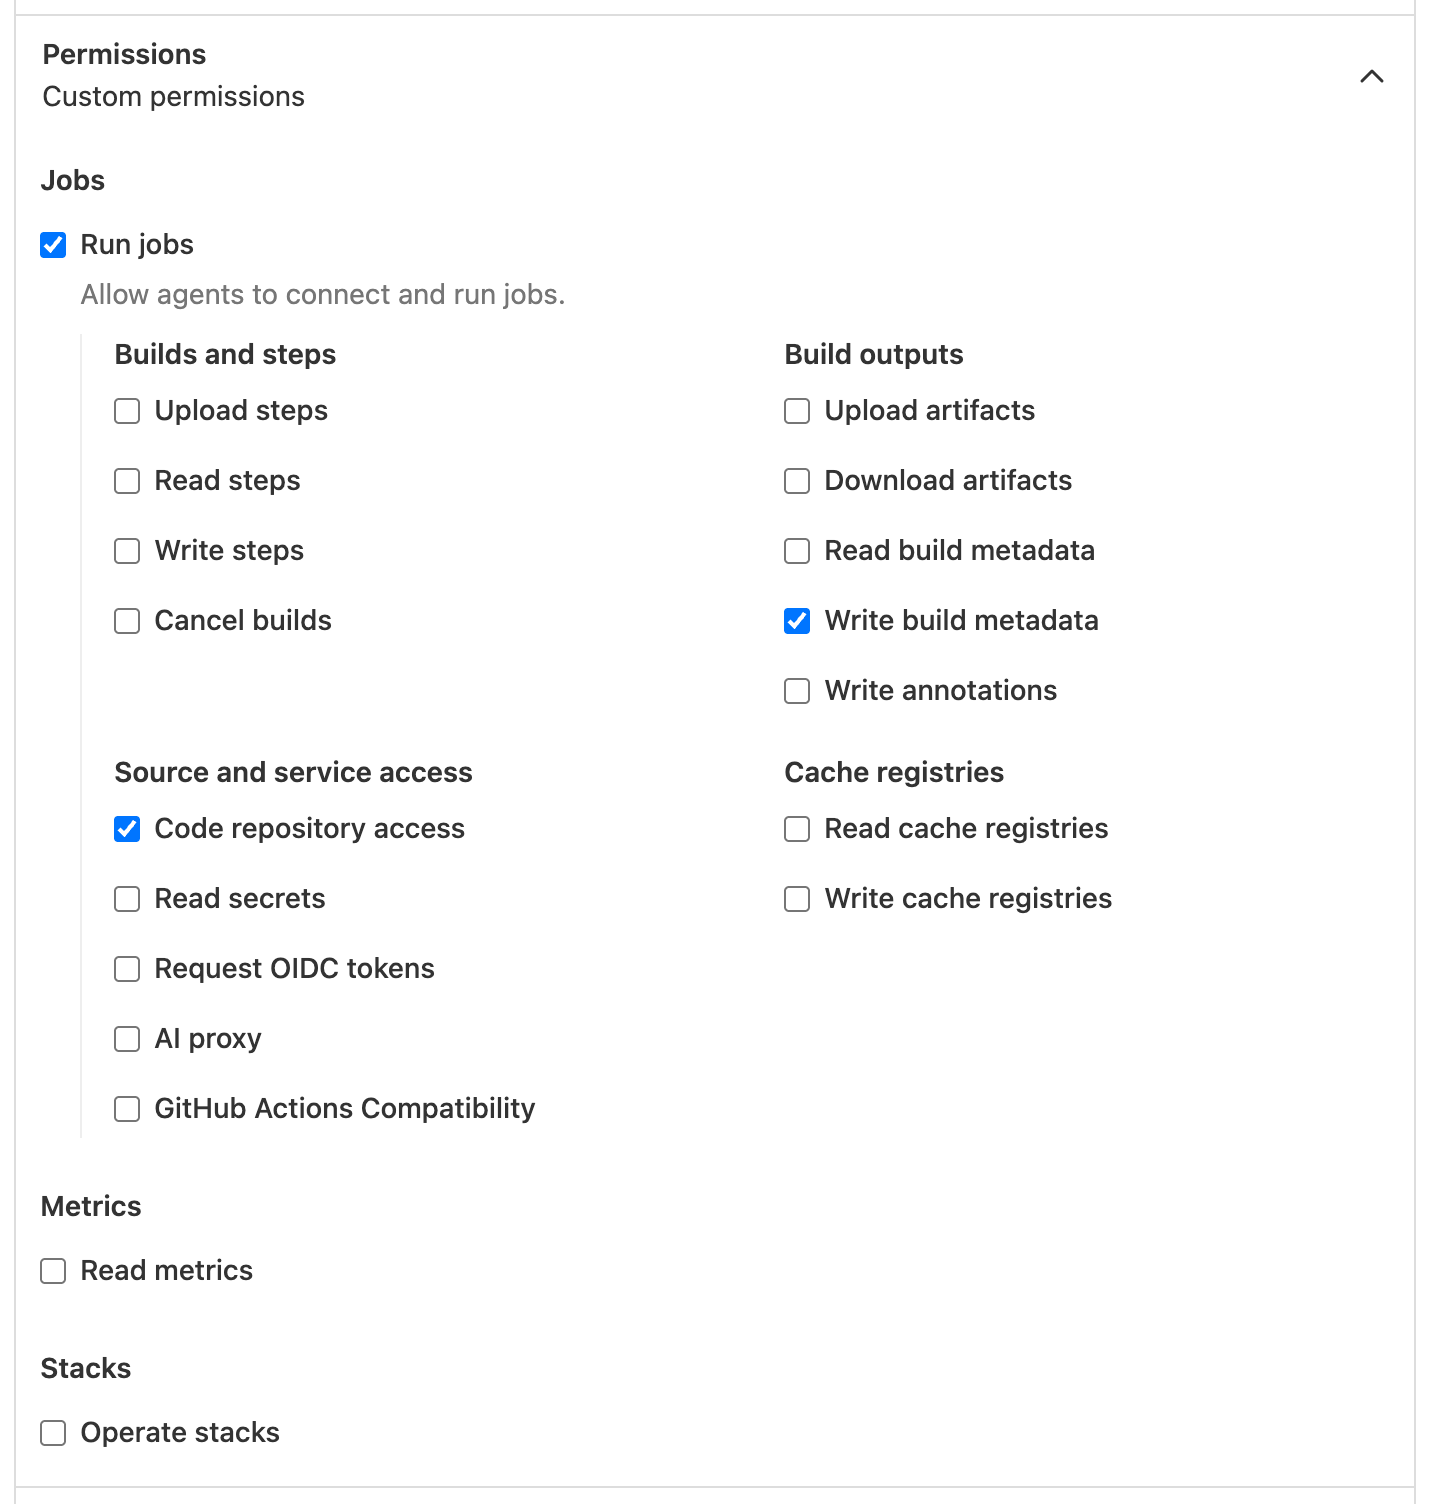 Permissions
Custom permissions
Jobs
Run jobs
Allow agents to connect and run jobs.
Builds and steps
Upload steps
Read steps
Write steps
Cancel builds
Build outputs
Upload artifacts
Download artifacts
Read build metadata
Write build metadata
Write annotations
Source and service access
Code repository access
Read secrets
Request OIDC tokens
AI proxy
GitHub Actions Compatibility
Cache registries
Read cache registries
Write cache registries
Metrics
Read metrics
Stacks
Operate stacks